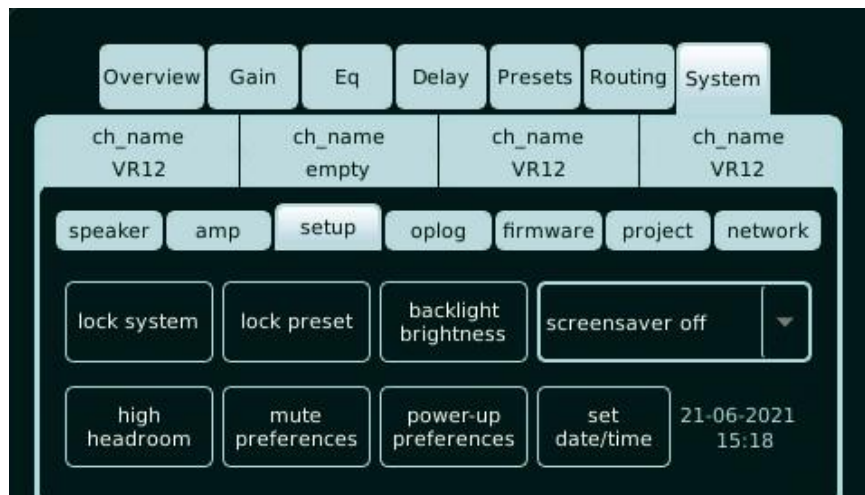 Overview Gain Eq Delay Presets Routing System
ch_name ch_name ch_name ch_name
VR12 empty VR12 VR12
speaker amp setup oplog firmware project network
lock system
lock preset
backlight
brightness
screensaver off
high
headroom
mute
preferences
power-up
preferences
set
date/time
21-06-2021
15:18